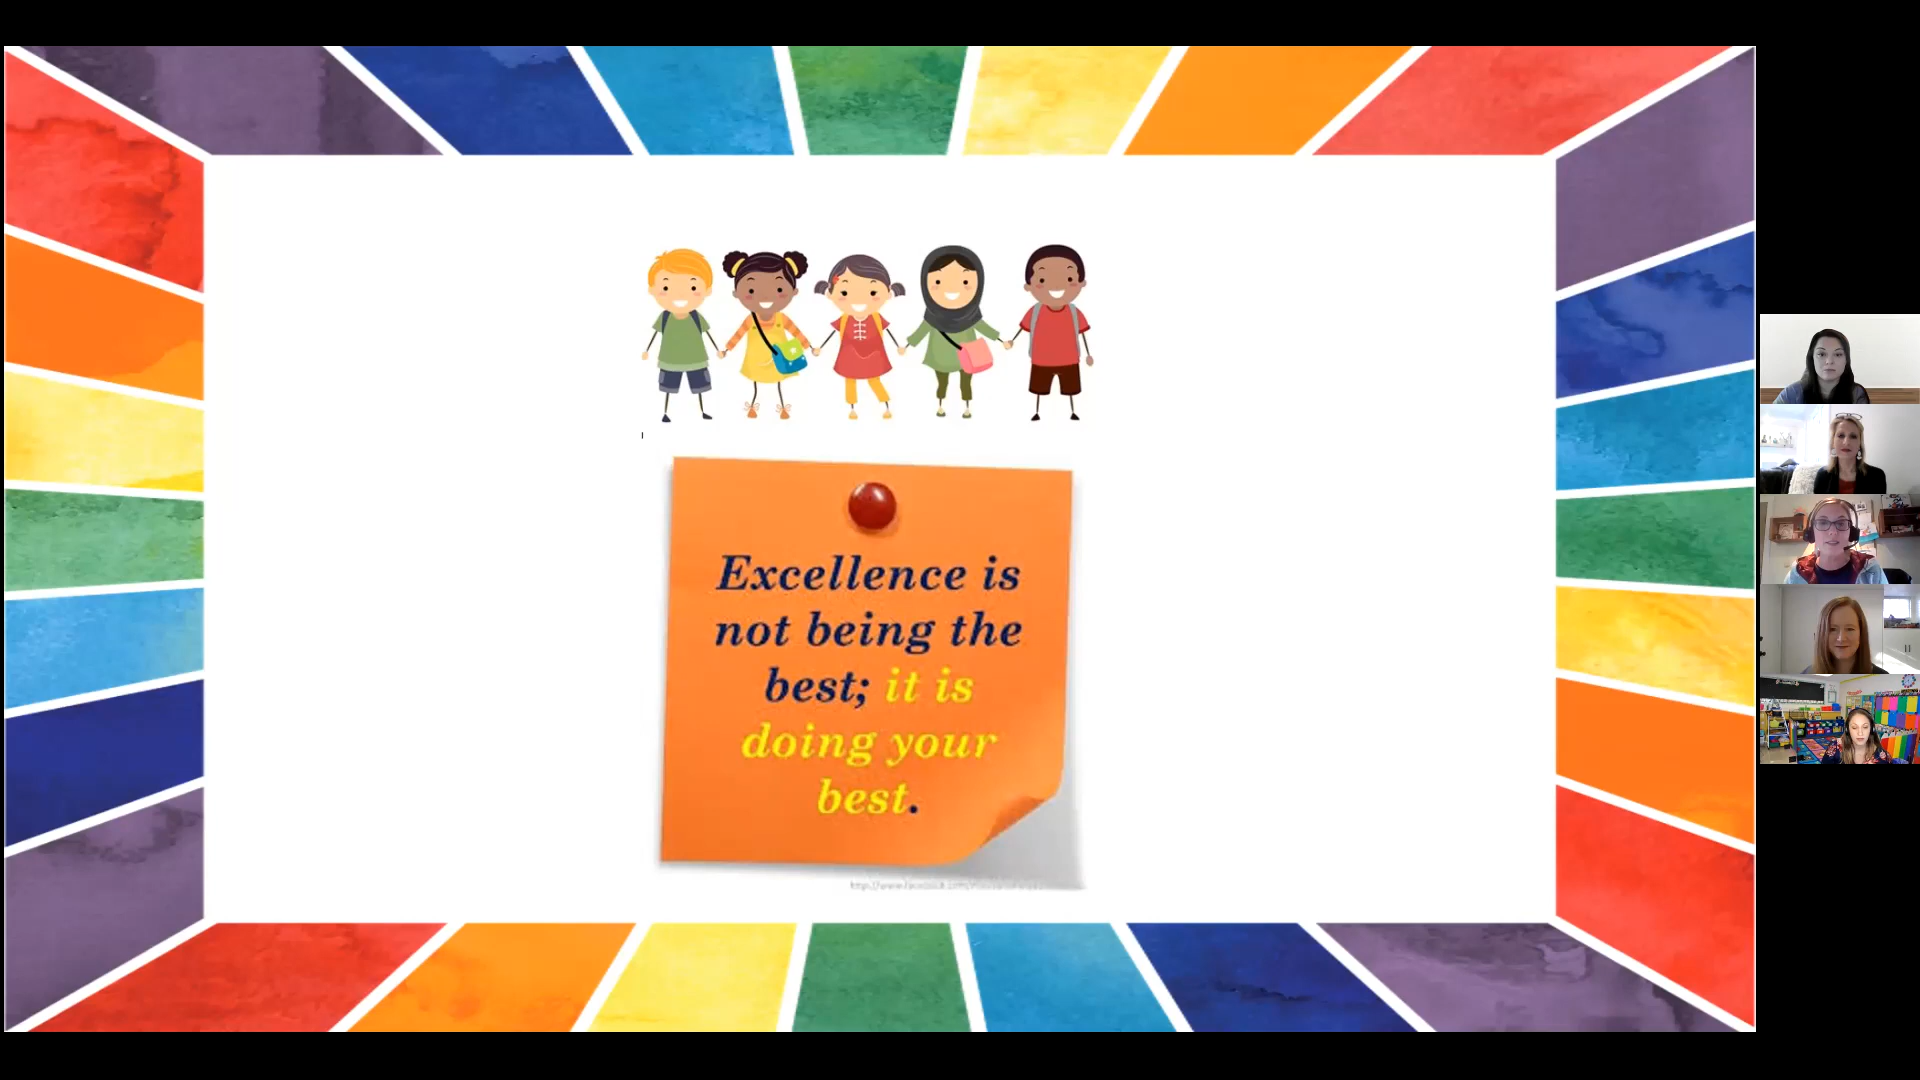 Excellence is
not being the
best; it is
doing your
best.